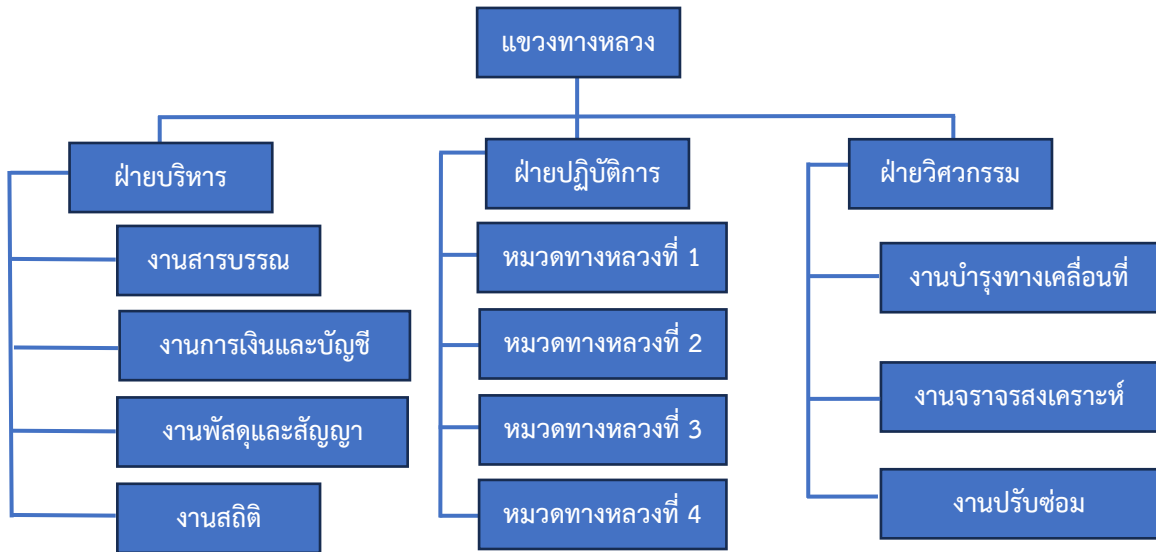 แขวงทางหลวง
ฝ่ายบริหาร
งานสารบรรณ
งานการเงินและบัญชี
งานพัสดุและสัญญา
งานสถิติ
ฝ่ายปฏิบัติการ
หมวดทางหลวงที่ 1
หมวดทางหลวงที่ 2
หมวดทางหลวงที่ 3
หมวดทางหลวงที่ 4
ฝ่ายวิศวกรรม
งานบำรุงทางเคลื่อนที่
งานจราจรสงเคราะห์
งานปรับซ่อม